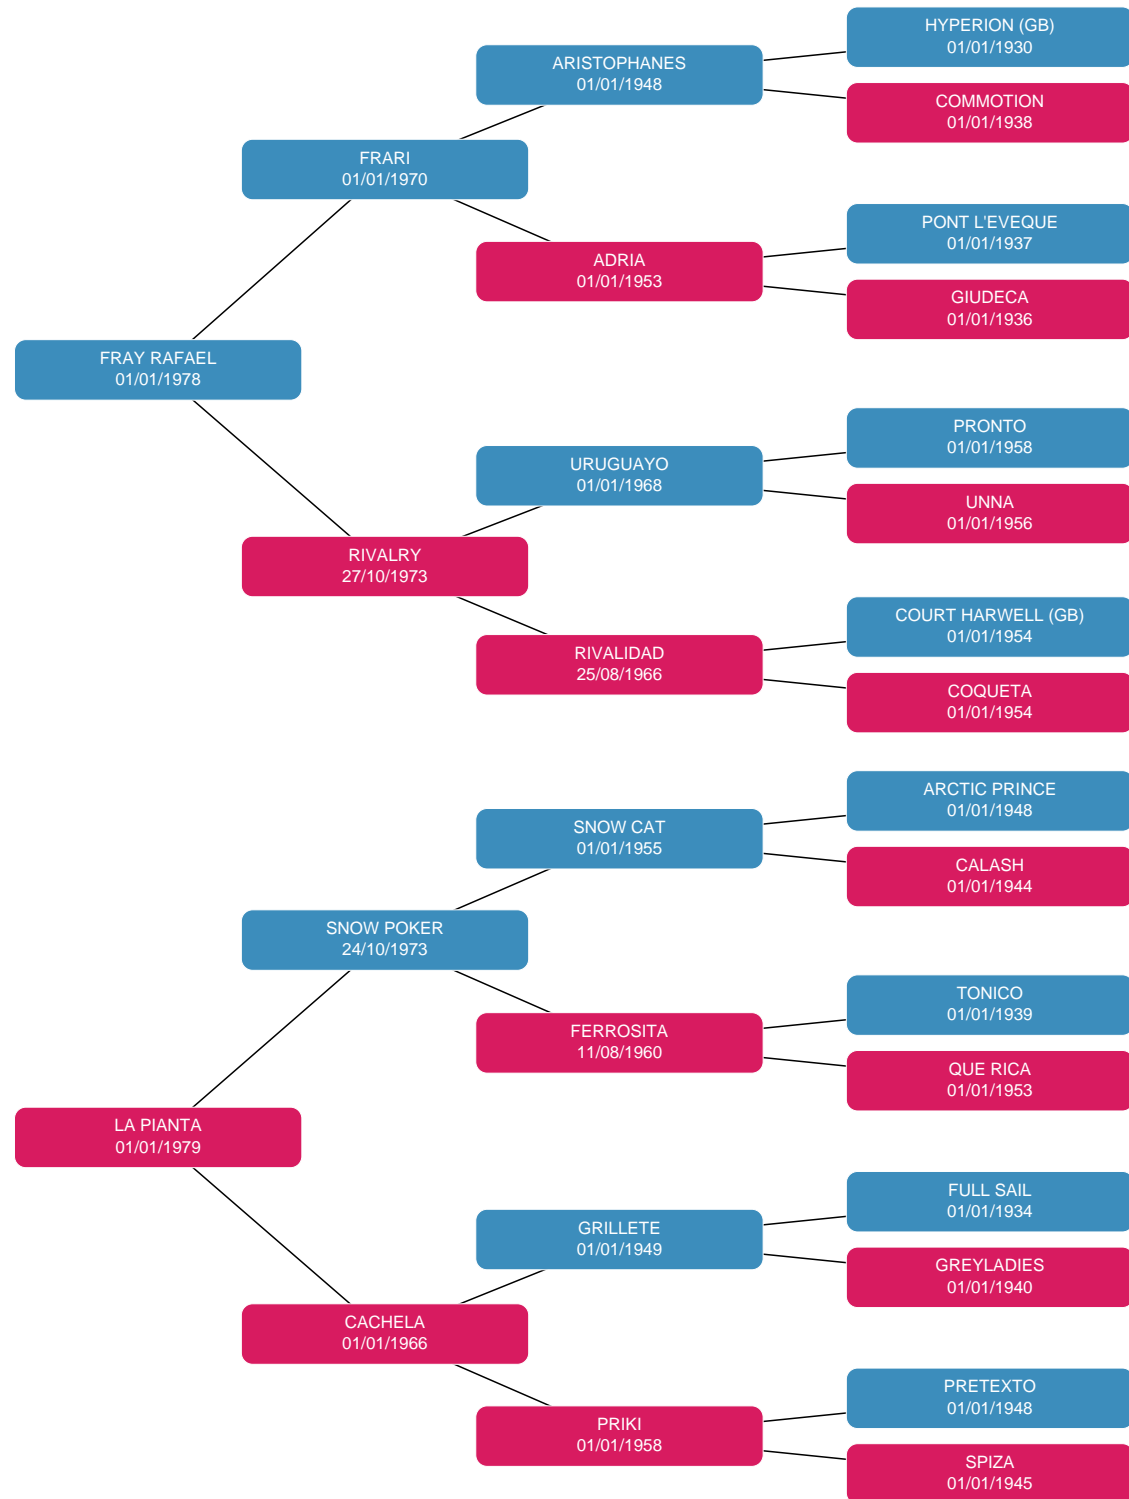 HYPERION (GB)
01/01/1930
ARISTOPHANES
01/01/1948
COMMOTION
01/01/1938
FRARI
01/01/1970
PONT L'EVEQUE
01/01/1937
ADRIA
01/01/1953
GIUDECA
01/01/1936
FRAY RAFAEL
01/01/1978
PRONTO
01/01/1958
URUGUAYO
01/01/1968
UNNA
01/01/1956
RIVALRY
27/10/1973
COURT HARWELL (GB)
01/01/1954
RIVALIDAD
25/08/1966
COQUETA
01/01/1954
ARCTIC PRINCE
01/01/1948
SNOW CAT
01/01/1955
CALASH
01/01/1944
SNOW POKER
24/10/1973
TONICO
01/01/1939
FERROSITA
11/08/1960
QUE RICA
01/01/1953
LA PIANTA
01/01/1979
FULL SAIL
01/01/1934
GRILLETE
01/01/1949
GREYLADIES
01/01/1940
CACHELA
01/01/1966
PRETEXTO
01/01/1948
PRIKI
01/01/1958
SPIZA
01/01/1945